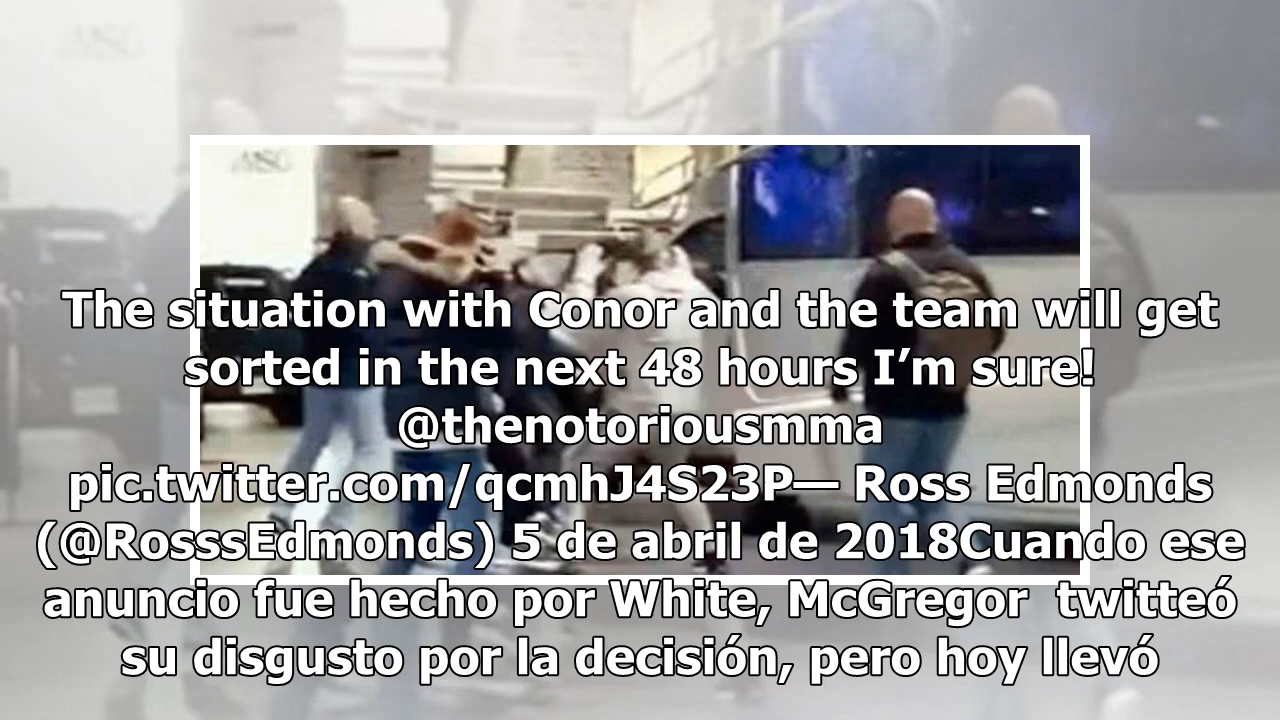 The situation with Conor and the team will get
sorted in the next 48 hours I’m sure!
@thenotoriousmma
pic.twitter.com/qcmhJ4S23P— Ross Edmonds
(@RosssEdmonds) 5 de abril de 2018Cuando ese
anuncio fue hecho por White, McGregor  twitteó
su disgusto por la decisión, pero hoy llevó